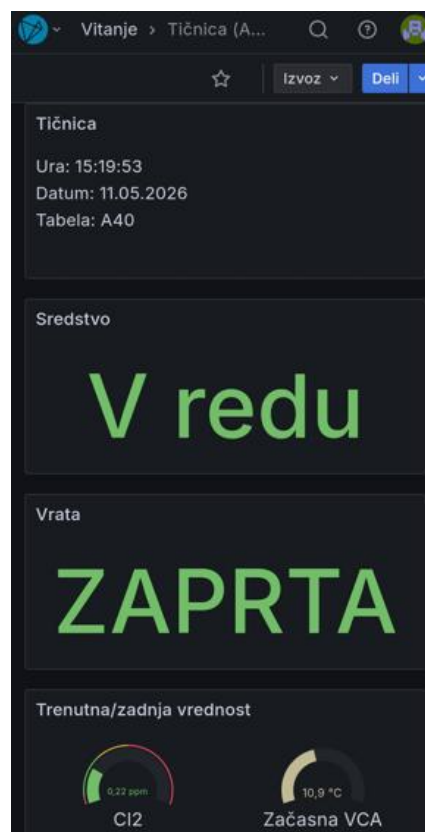 Vitanje > Tičnica (A...
Izvoz
Deli
Tičnica
Ura: 15:19:53
Datum: 11.05.2026
Tabela: A40
Sredstvo
V redu
Vrata
ZAPRTA
Trenutna/zadnja vrednost
0,22 ppm
10,9 °C
Cl2
Začasna VCA